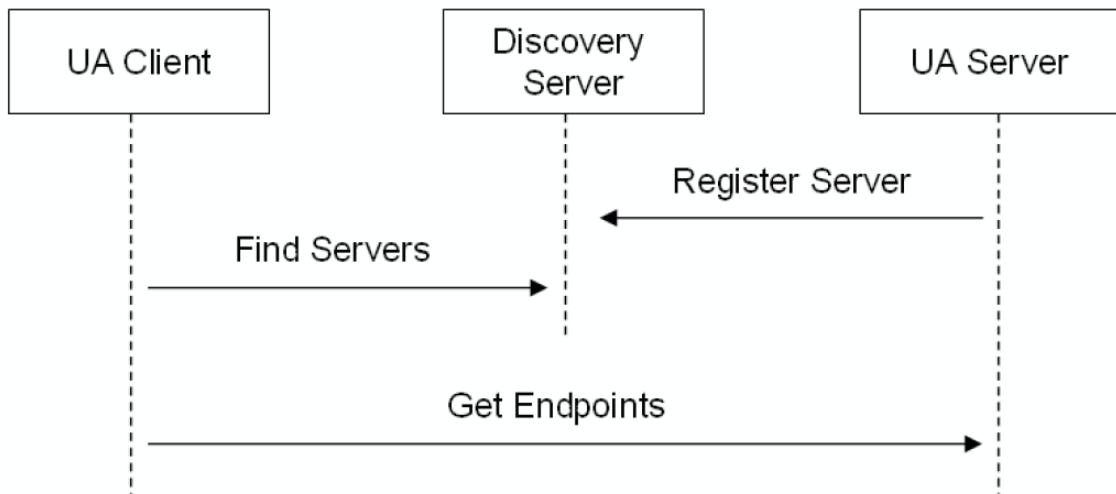 UA Client
Discovery
Server
UA Server
Register Server
Find Servers
Get Endpoints